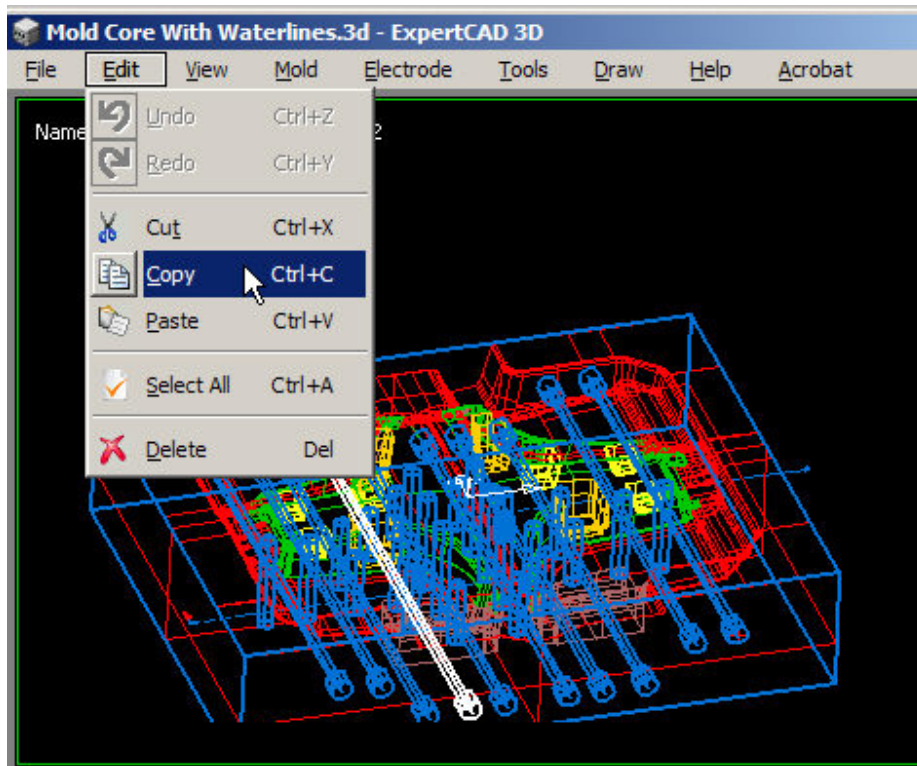 Mold Core With Waterlines.3d - ExpertCAD 3D
File Edit View Mold Electrode Tools Draw Help Acrobat
Name
2
Undo Ctrl+Z
Redo Ctrl+Y
Cut Ctrl+X
Copy Ctrl+C
Paste Ctrl+V
Select All Ctrl+A
Delete Del